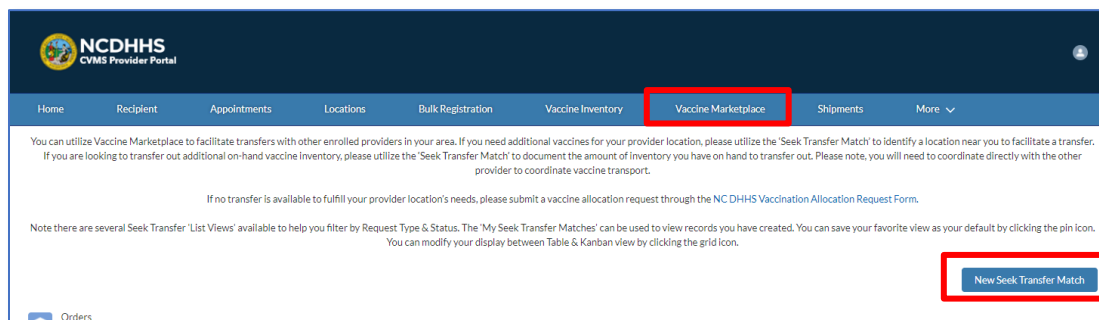 NCDHHS
CVMS Provider Portal
Home Recipient Appointments Locations Bulk Registration Vaccine Inventory Vaccine Marketplace Shipments More
You can utilize Vaccine Marketplace to facilitate transfers with other enrolled providers in your area. If you need additional vaccines for your provider location, please utilize the 'Seek Transfer Match' to identify a location near you to facilitate a transfer.
If you are looking to transfer out additional on-hand vaccine inventory, please utilize the 'Seek Transfer Match' to document the amount of inventory you have on hand to transfer out. Please note, you will need to coordinate directly with the other
provider to coordinate vaccine transport.
If no transfer is available to fulfill your provider location's needs, please submit a vaccine allocation request through the NC DHHS Vaccination Allocation Request Form.
Note there are several Seek Transfer 'List Views' available to help you filter by Request Type & Status. The 'My Seek Transfer Matches' can be used to view records you have created. You can save your favorite view as your default by clicking the pin icon.
You can modify your display between Table & Kanban view by clicking the grid icon.
New Seek Transfer Match
Orders